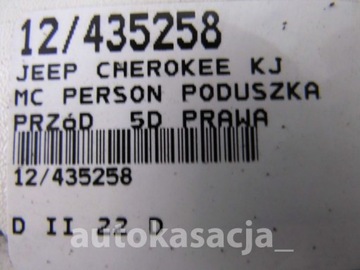 12/435258
JEEP CHEROKEE KJ
MC PERSON PODUSZKA
PRZóD 5D PRAWA
12/435258
D II 22 D
autokasacja_